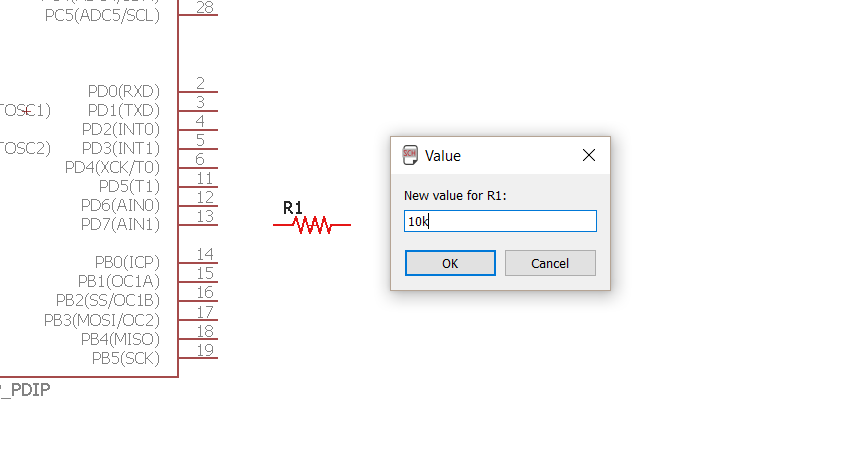 PC5(ADC5/SCL) 28
PD0(RXD) 2
TOSC1) PD1(TXD) 3
PD2(INT0) 4
TOSC2) PD3(INT1) 5
PD4(XCK/T0) 6
PD5(T1) 11
PD6(AIN0) 12
PD7(AIN1) 13
PB0(ICP) 14
PB1(OC1A) 15
PB2(SS/OC1B) 16
PB3(MOSI/OC2) 17
PB4(MISO) 18
PB5(SCK) 19
_PDIP
R1
SCH Value
New value for R1:
10k
OK Cancel